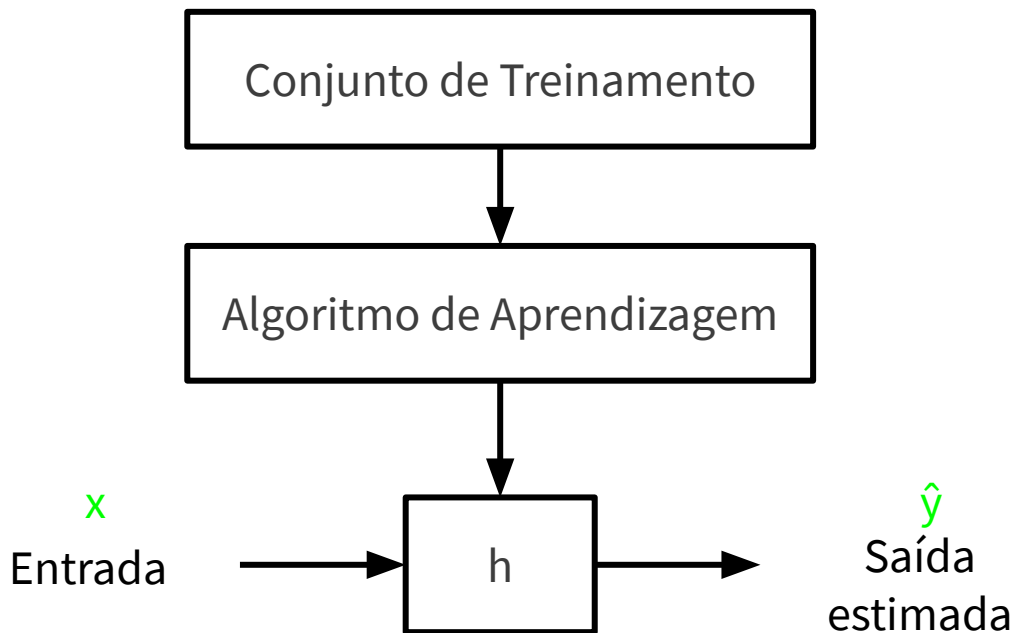 Conjunto de Treinamento
Algoritmo de Aprendizagem
x
Entrada
h
ŷ
Saída
estimada